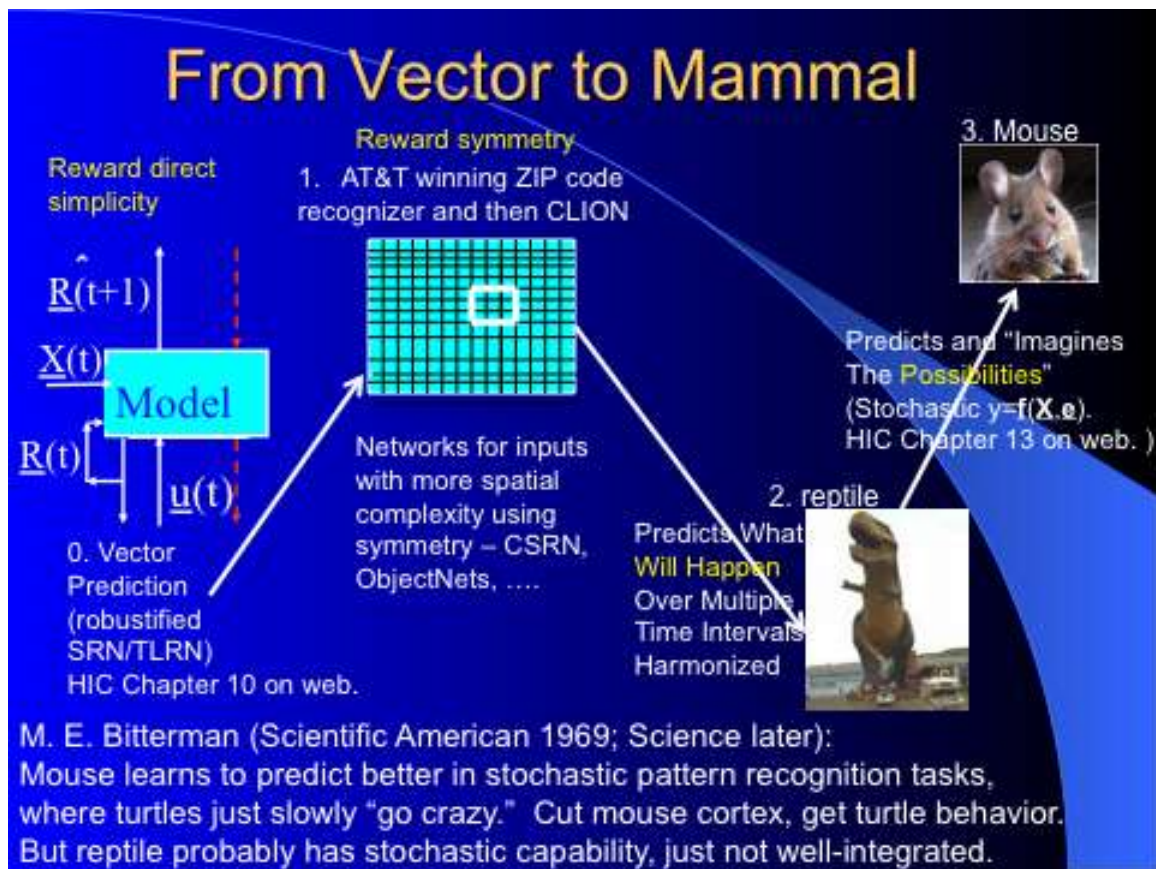 From Vector to Mammal
Reward direct
simplicity
R̂(t+1)
X(t)
Model
R(t)
u(t)
0. Vector
Prediction
(robustified
SRN/TLRN)
HIC Chapter 10 on web.
Reward symmetry
1. AT&T winning ZIP code
recognizer and then CLION
Networks for inputs
with more spatial
complexity using
symmetry – CSRN,
ObjectNets, ….
2. reptile
Predicts What
Will Happen
Over Multiple
Time Intervals
Harmonized
3. Mouse
Predicts and “Imagines
The Possibilities”
(Stochastic y=f(X,e).
HIC Chapter 13 on web. )
M. E. Bitterman (Scientific American 1969; Science later):
Mouse learns to predict better in stochastic pattern recognition tasks,
where turtles just slowly “go crazy.” Cut mouse cortex, get turtle behavior.
But reptile probably has stochastic capability, just not well-integrated.